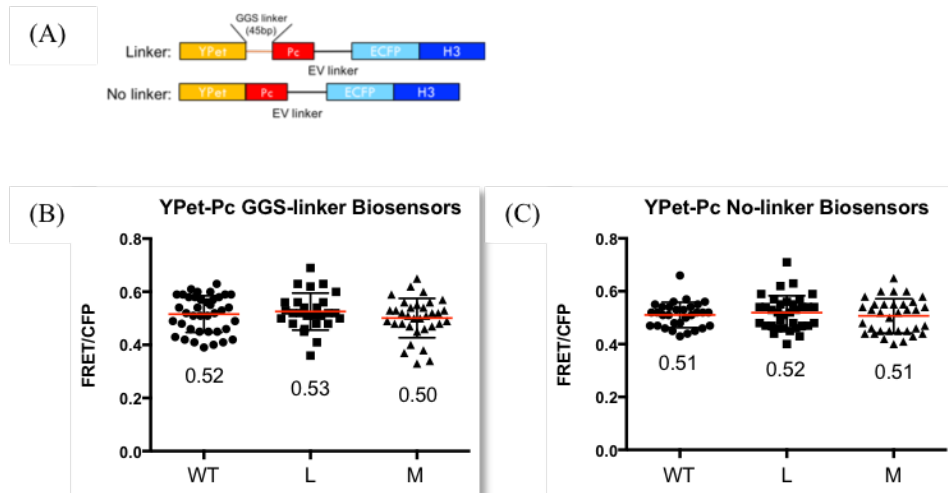 (A)
GGS linker
(45bp)
Linker: YPet Pc ECFP H3
EV linker
No linker: YPet Pc ECFP H3
EV linker
(B)
YPet-Pc GGS-linker Biosensors
0.8
0.6
0.4
0.2
0.0
FRET/CFP
0.52
0.53
0.50
WT L M
(C)
YPet-Pc No-linker Biosensors
0.8
0.6
0.4
0.2
0.0
FRET/CFP
0.51
0.52
0.51
WT L M